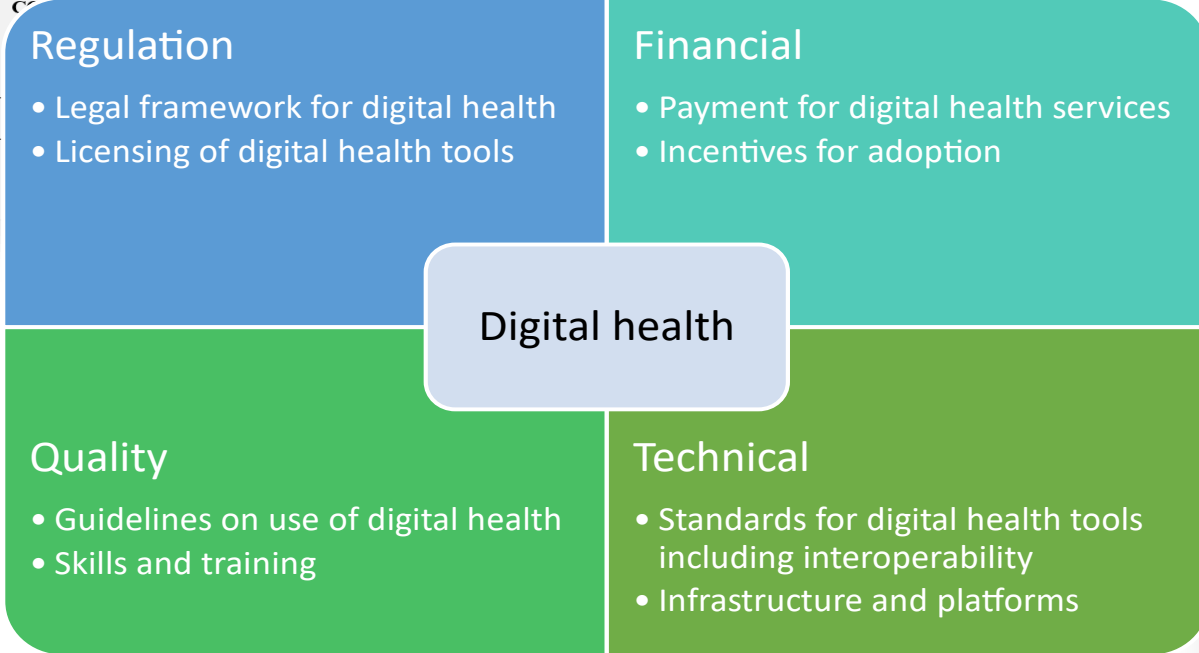 Regulation
• Legal framework for digital health
• Licensing of digital health tools
Financial
• Payment for digital health services
• Incentives for adoption
Digital health
Quality
• Guidelines on use of digital health
• Skills and training
Technical
• Standards for digital health tools
including interoperability
• Infrastructure and platforms